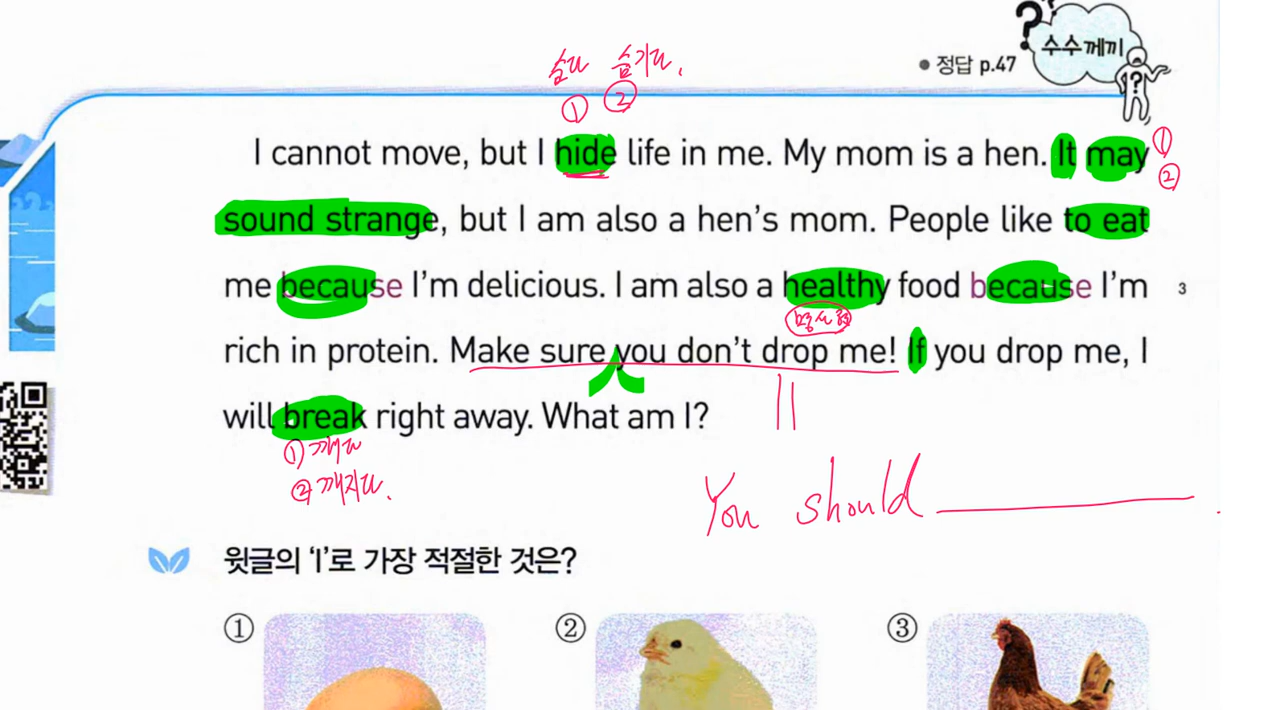 수수께끼
● 정답 p.47
숨다 숨기다.
① ②
I cannot move, but I hide life in me. My mom is a hen. It may ①
②
sound strange, but I am also a hen's mom. People like to eat
me because I'm delicious. I am also a healthy food because I'm 3
형용사
rich in protein. Make sure you don't drop me! If you drop me, I
will break right away. What am I?
① 깨다
② 깨지다.
You should ________.
윗글의 'I'로 가장 적절한 것은?
① ② ③